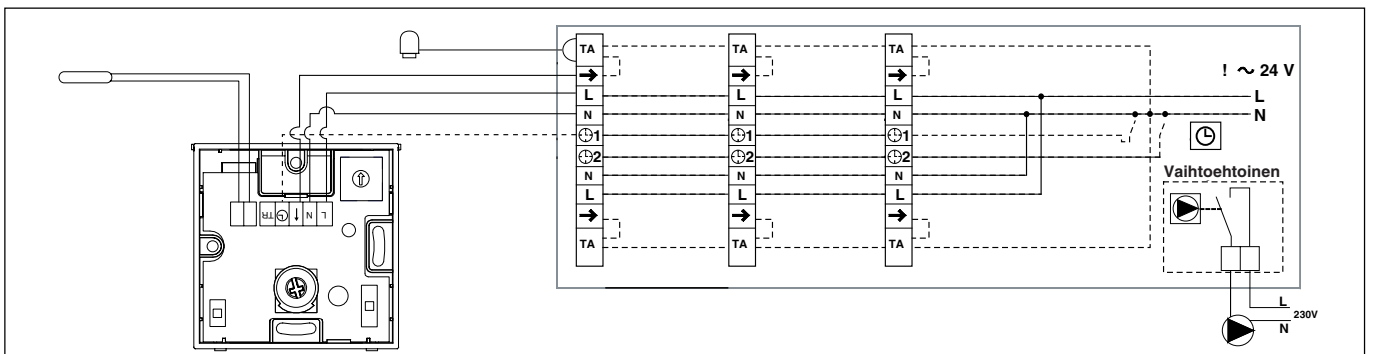 TA TA TA
! ~ 24 V
L L L L
N N N N
1 1 1
2 2 2
N N N
Vaihtoehtoinen
L L L
TR N L
TA TA TA
L
230V
N